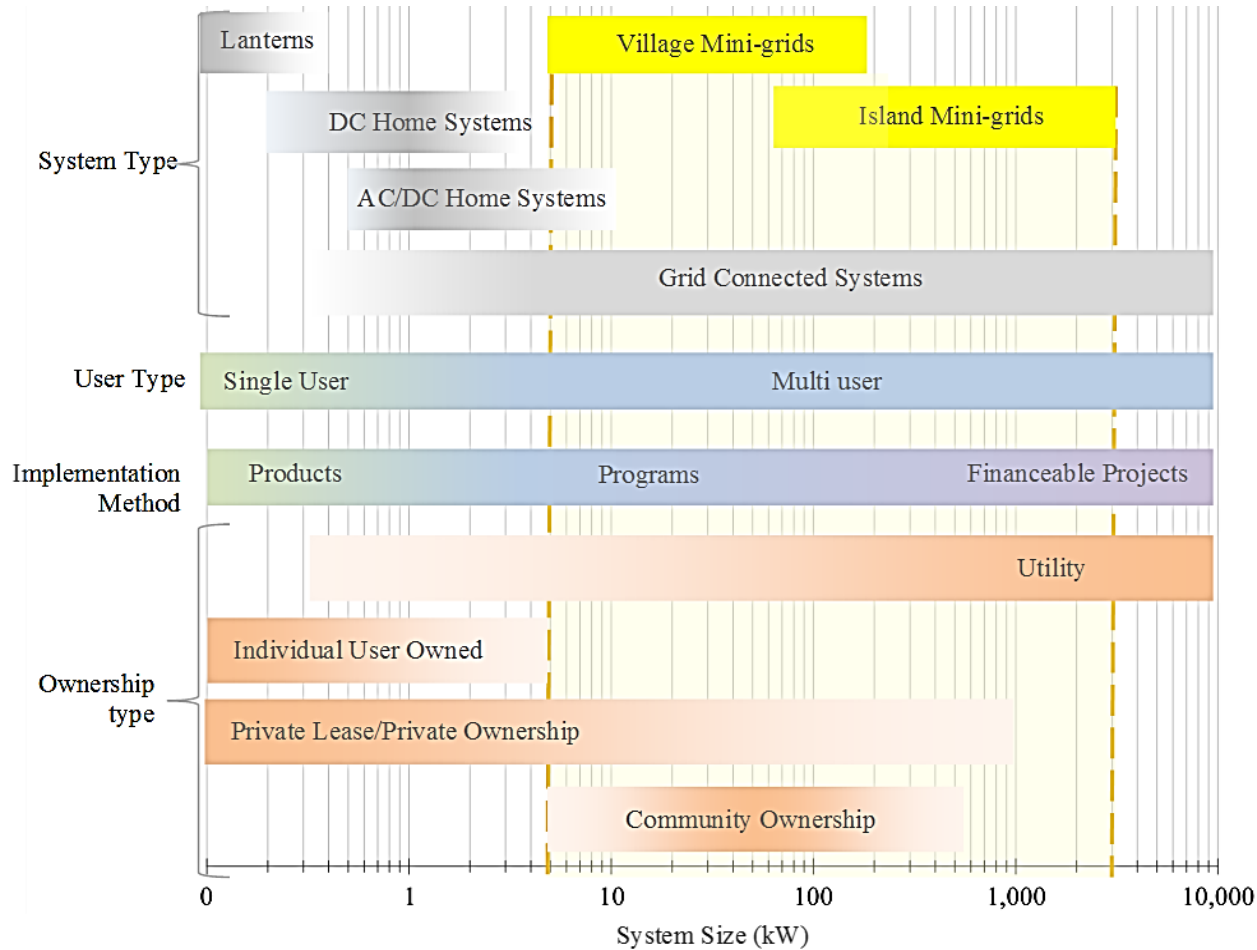 Lanterns
Village Mini-grids
Island Mini-grids
DC Home Systems
System Type
AC/DC Home Systems
Grid Connected Systems
User Type
Single User
Multi user
Implementation
Method
Products
Programs
Financeable Projects
Utility
Individual User Owned
Ownership
type
Private Lease/Private Ownership
Community Ownership
0
1
10
100
1,000
10,000
System Size (kW)